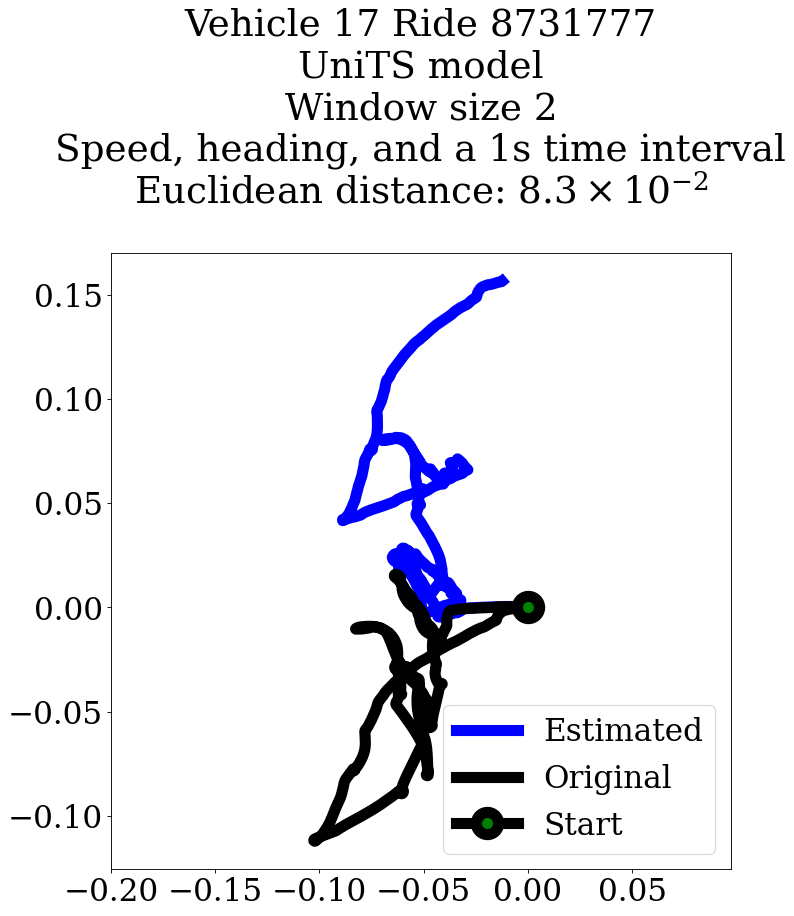 Vehicle 17 Ride 8731777
UniTS model
Window size 2
Speed, heading, and a 1s time interval
Euclidean distance: 8.3 × 10⁻²
0.15
0.10
0.05
0.00
−0.05
−0.10
Estimated
Original
Start
−0.20 −0.15 −0.10 −0.05 0.00 0.05